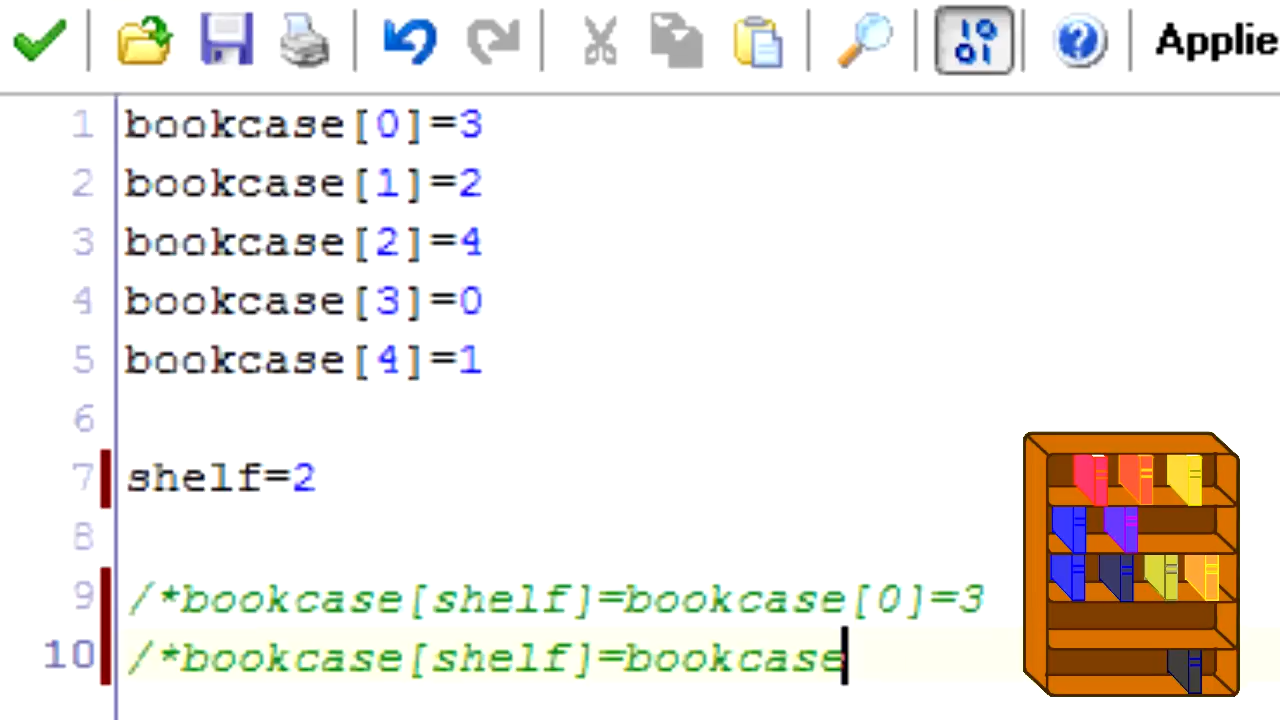 Applie
1 bookcase[0]=3
2 bookcase[1]=2
3 bookcase[2]=4
4 bookcase[3]=0
5 bookcase[4]=1
6
7 shelf=2
8
9 /*bookcase[shelf]=bookcase[0]=3
10 /*bookcase[shelf]=bookcase